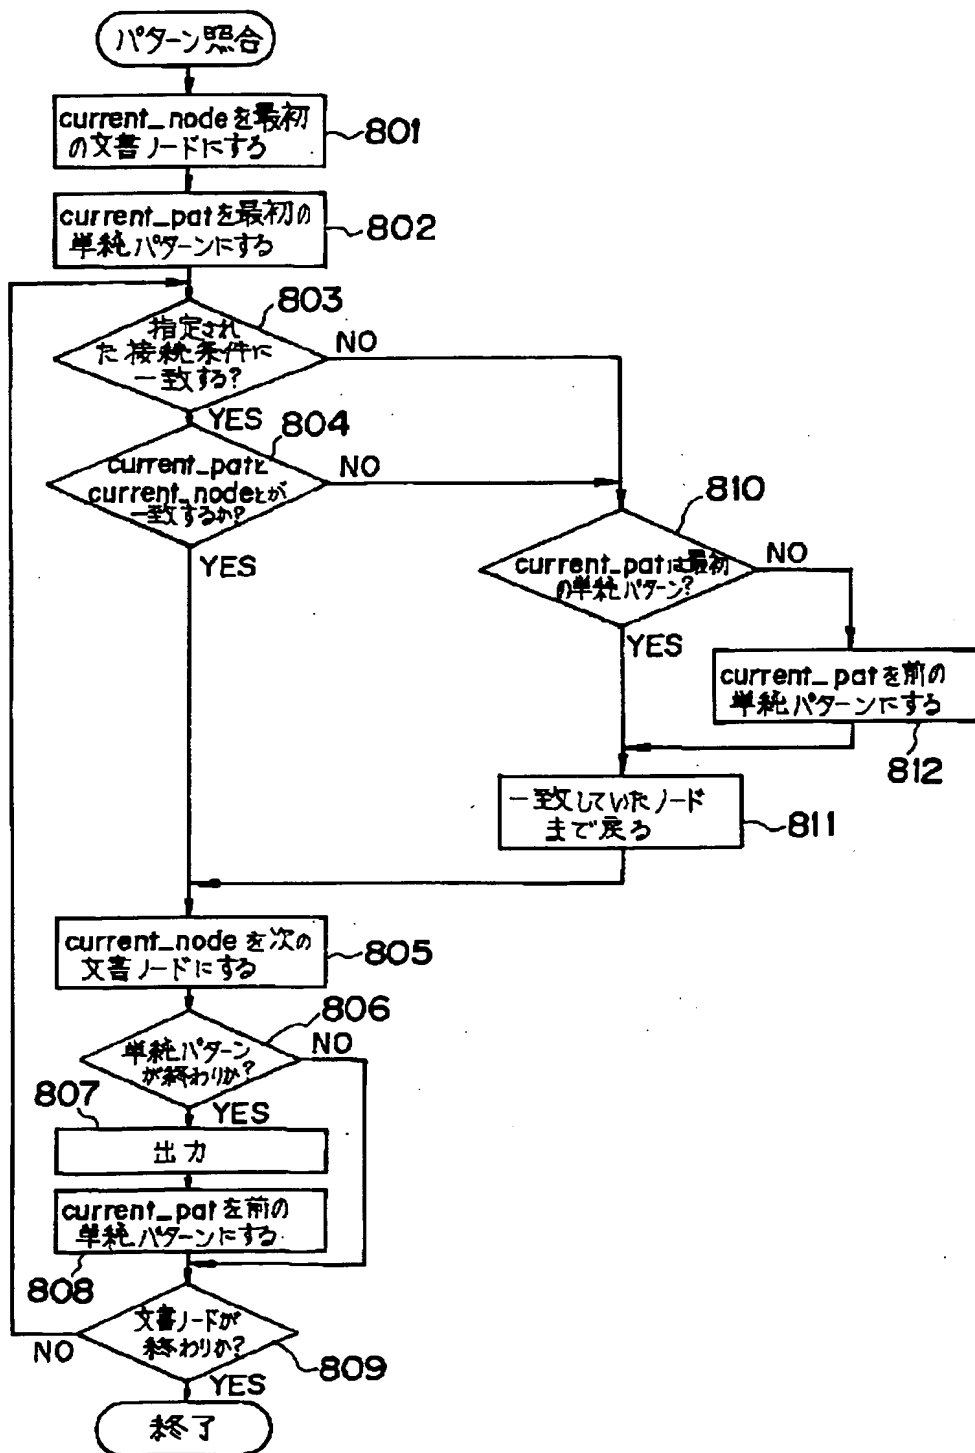 パターン照合
current_nodeを最初
の文書ノードにする
801
current_patを最初の
単純パターンにする
802
803
指定され
た接続条件に
一致する?
NO
YES
804
current_patと
current_nodeとが
一致するか?
NO
YES
810
current_patは最初
の単純パターン?
NO
YES
current_patを前の
単純パターンにする
812
一致していたノード
まで戻る
811
current_nodeを次の
文書ノードにする
805
806
単純パターン
が終わりか?
NO
807
YES
出力
current_patを前の
単純パターンにする
808
文書ノードが
終わりか?
NO
809
YES
終了